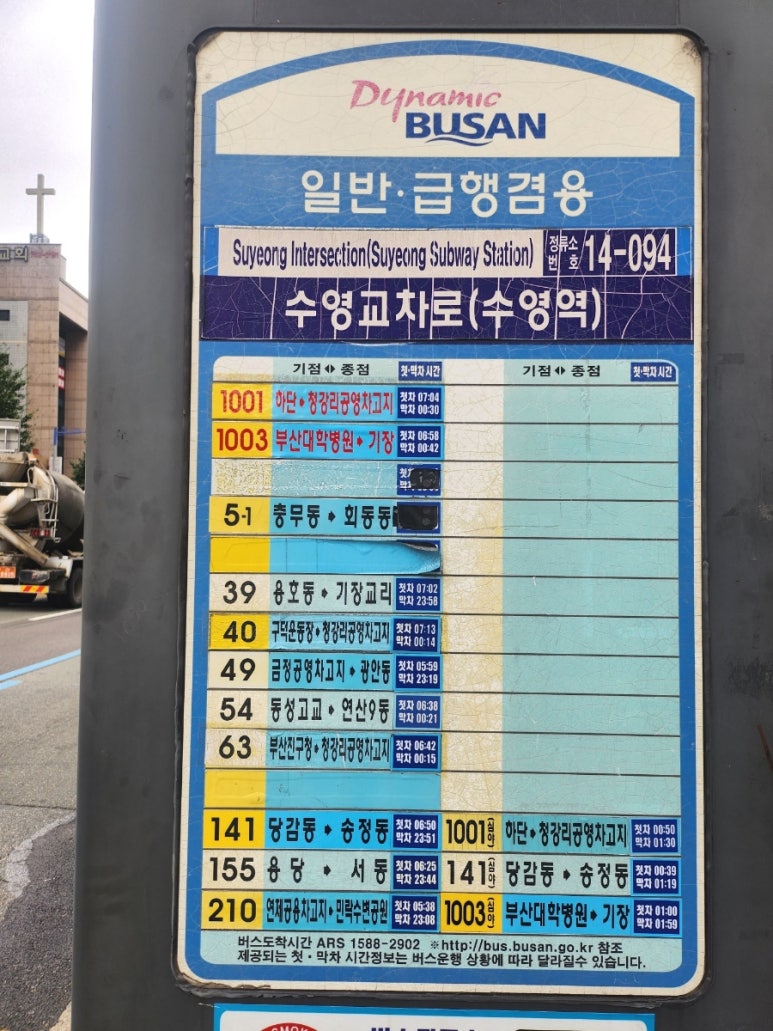 교회
Dynamic
BUSAN
일반·급행겸용
Suyeong Intersection(Suyeong Subway Station) 정류소 번호 14-094
수영교차로(수영역)
기점 ↔ 종점 첫·막차시간 기점 ↔ 종점 첫·막차시간
1001 하단 청강리공영차고지 첫차 07:04 막차 00:30
1003 부산대학병원 기장 첫차 06:58 막차 00:42
5-1 충무동 회동동
39 용호동 기장교리 첫차 07:02 막차 23:58
40 구덕운동장 청강리공영차고지 첫차 07:13 막차 00:14
49 금정공영차고지 광안동 첫차 05:59 막차 23:19
54 동성고교 연산9동 첫차 06:38 막차 00:21
63 부산진구청 청강리공영차고지 첫차 06:42 막차 00:15
141 당감동 송정동 첫차 06:50 막차 23:51 1001(심야) 하단 청강리공영차고지 첫차 00:50 막차 01:30
155 용당 서동 첫차 06:25 막차 23:44 141(심야) 당감동 송정동 첫차 00:39 막차 01:19
210 연제공용차고지 민락수변공원 첫차 05:38 막차 23:08 1003(심야) 부산대학병원 기장 첫차 01:00 막차 01:59
버스도착시간 ARS 1588-2902 ※http://bus.busan.go.kr 참조
제공되는 첫·막차 시간정보는 버스운행 상황에 따라 달라질수 있습니다.